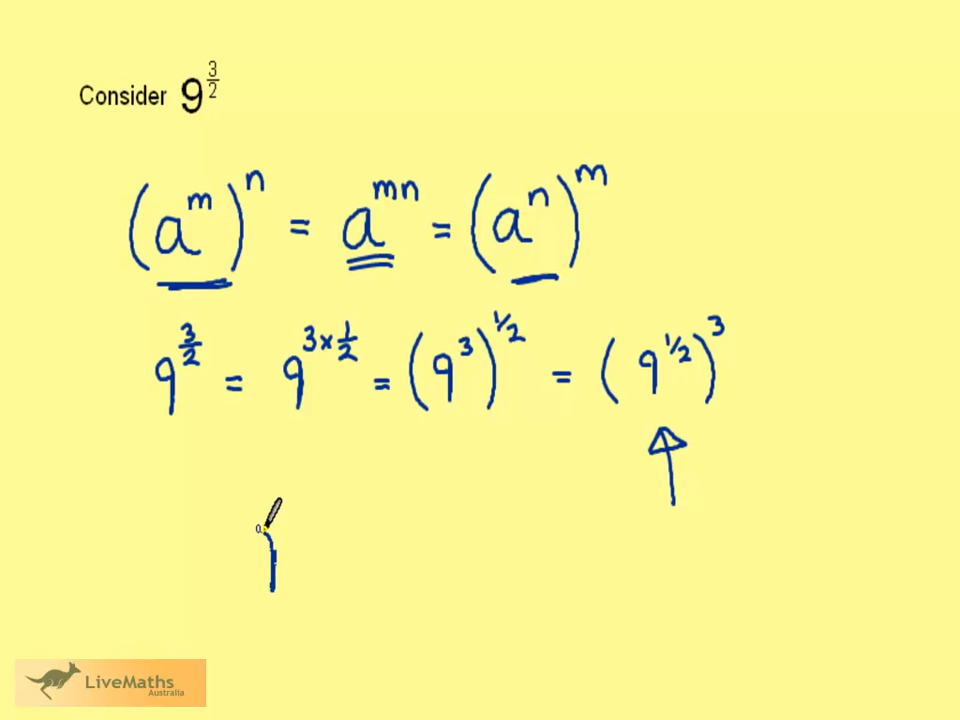 Consider 9^(3/2)
(a^m)^n = a^(mn) = (a^n)^m
9^(3/2) = 9^(3×1/2) = (9^3)^(1/2) = (9^(1/2))^3
LiveMaths
Australia